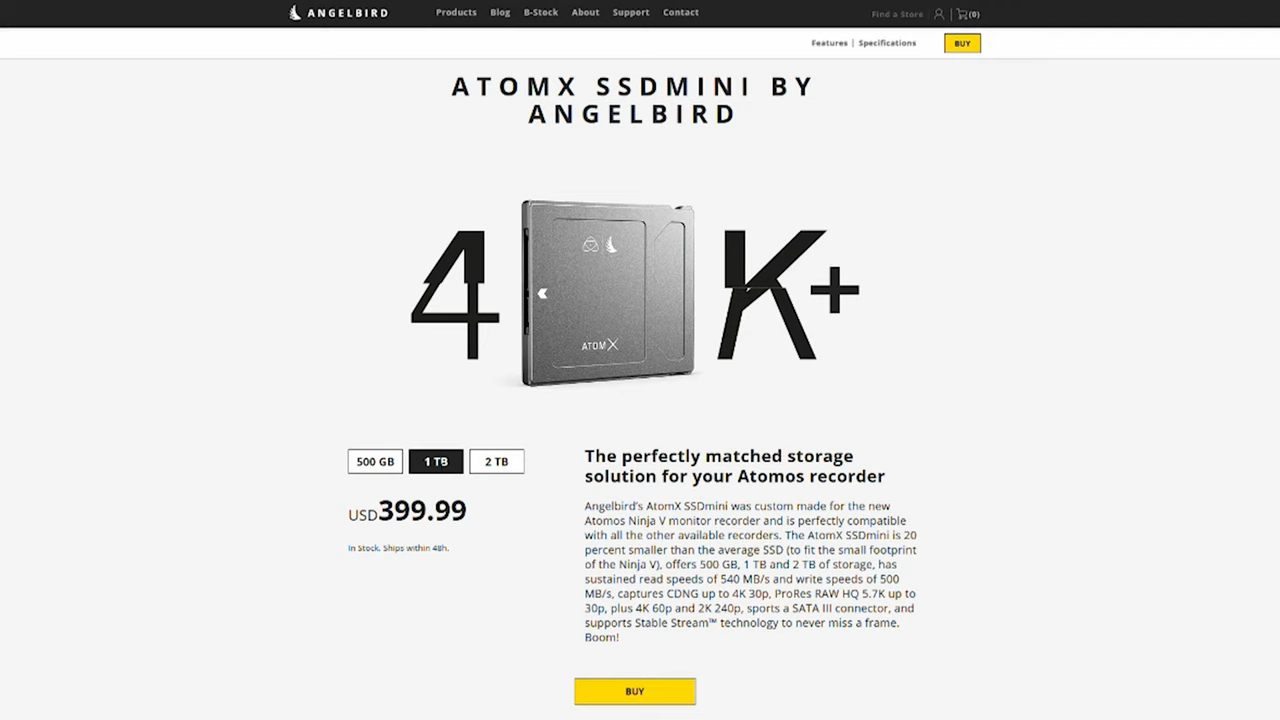 ANGELBIRD
Products Blog B-Stock About Support Contact
Find a Store (0)
Features | Specifications BUY
ATOMX SSDMINI BY
ANGELBIRD
4 K+
ATOMX
500 GB 1 TB 2 TB
USD399.99
In Stock. Ships within 48h.
The perfectly matched storage
solution for your Atomos recorder
Angelbird's AtomX SSDmini was custom made for the new
Atomos Ninja V monitor recorder and is perfectly compatible
with all the other available recorders. The AtomX SSDmini is 20
percent smaller than the average SSD (to fit the small footprint
of the Ninja V), offers 500 GB, 1 TB and 2 TB of storage, has
sustained read speeds of 540 MB/s and write speeds of 500
MB/s, captures CDNG up to 4K 30p, ProRes RAW HQ 5.7K up to
30p, plus 4K 60p and 2K 240p, sports a SATA III connector, and
supports Stable Stream™ technology to never miss a frame.
Boom!
BUY